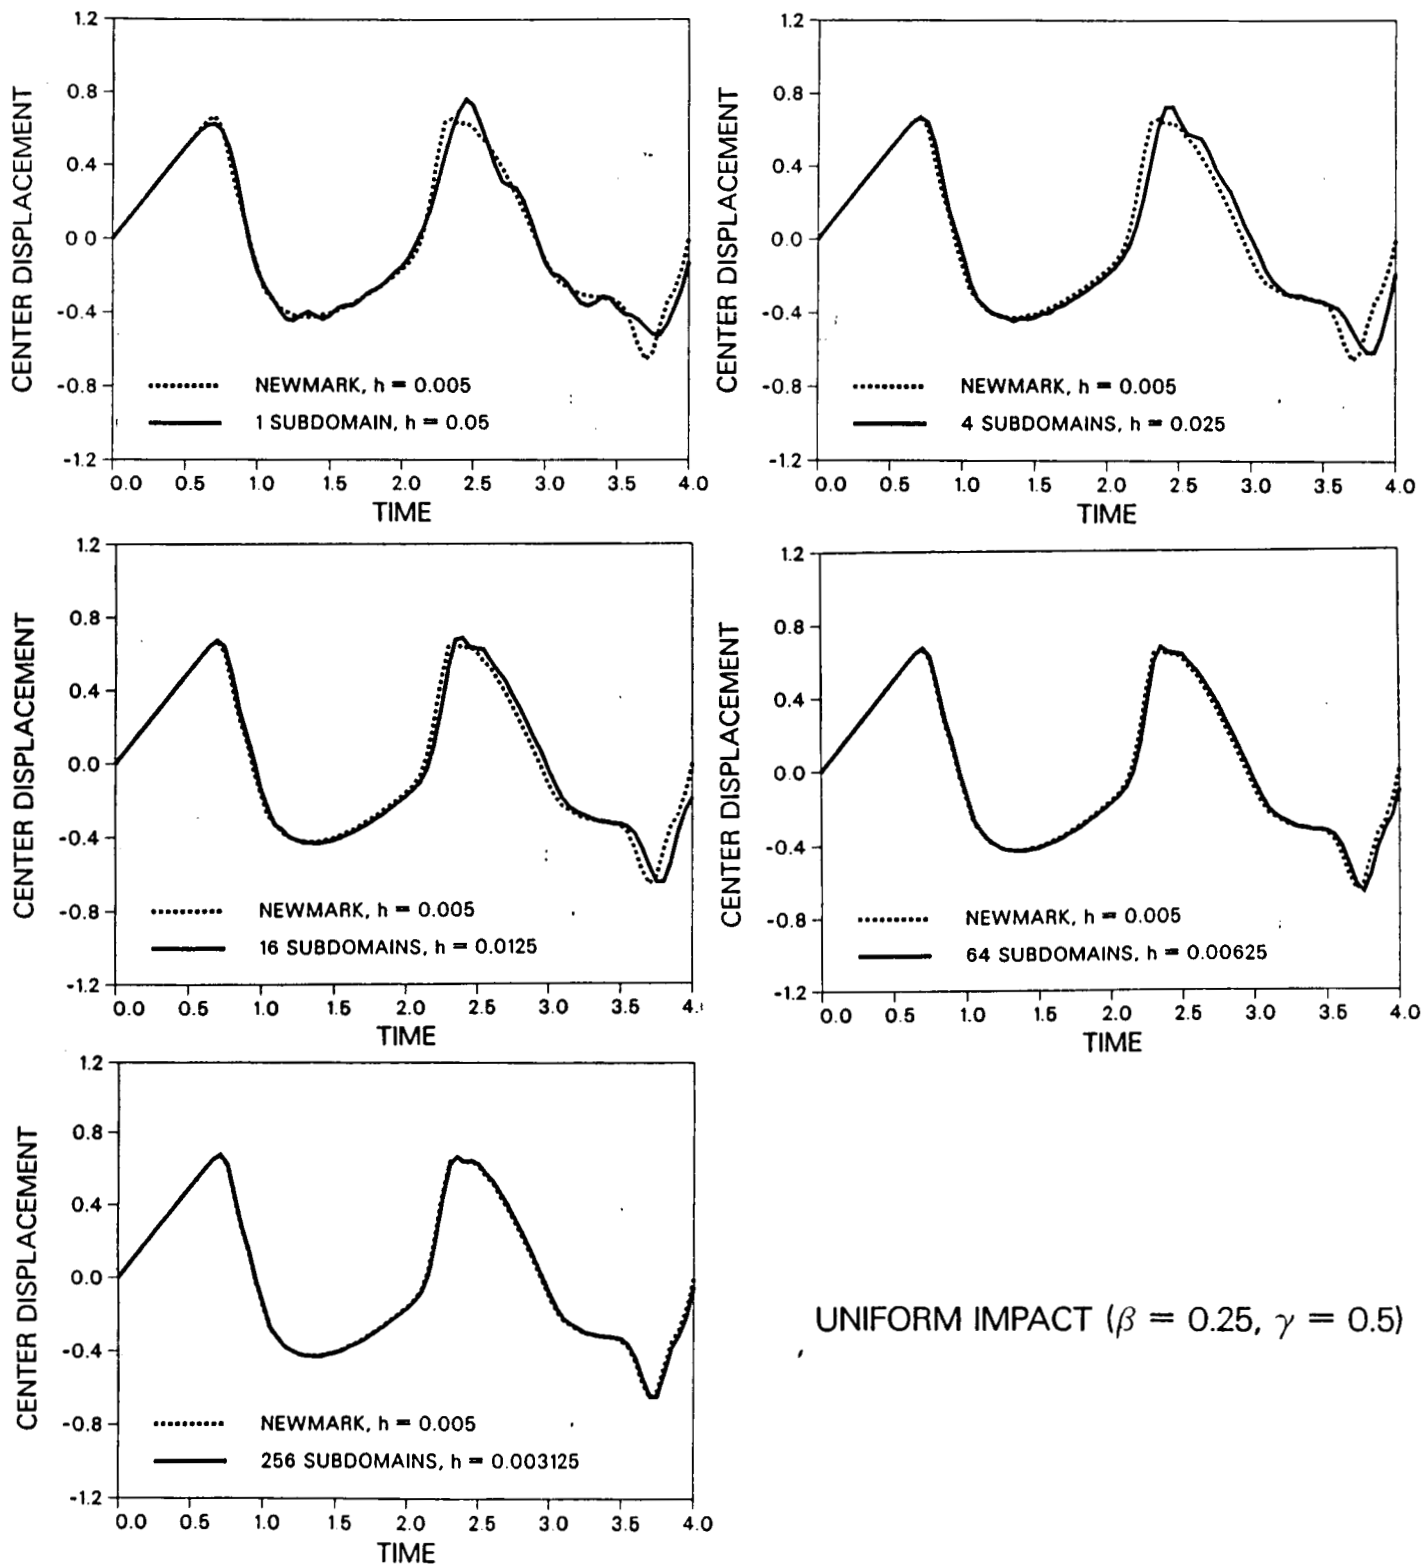 CENTER DISPLACEMENT
1.2
0.8
0.4
0.0
-0.4
-0.8
-1.2
NEWMARK, h = 0.005
1 SUBDOMAIN, h = 0.05
0.0 0.5 1.0 1.5 2.0 2.5 3.0 3.5 4.0
TIME
CENTER DISPLACEMENT
1.2
0.8
0.4
0.0
-0.4
-0.8
-1.2
NEWMARK, h = 0.005
4 SUBDOMAINS, h = 0.025
0.0 0.5 1.0 1.5 2.0 2.5 3.0 3.5 4.0
TIME
CENTER DISPLACEMENT
1.2
0.8
0.4
0.0
-0.4
-0.8
-1.2
NEWMARK, h = 0.005
16 SUBDOMAINS, h = 0.0125
0.0 0.5 1.0 1.5 2.0 2.5 3.0 3.5
TIME
CENTER DISPLACEMENT
1.2
0.8
0.4
0.0
-0.4
-0.8
-1.2
NEWMARK, h = 0.005
64 SUBDOMAINS, h = 0.00625
0.0 0.5 1.0 1.5 2.0 2.5 3.0 3.5 4.0
TIME
CENTER DISPLACEMENT
1.2
0.8
0.4
0.0
-0.4
-0.8
-1.2
NEWMARK, h = 0.005
256 SUBDOMAINS, h = 0.003125
0.0 0.5 1.0 1.5 2.0 2.5 3.0 3.5 4.0
TIME
UNIFORM IMPACT (β = 0.25, γ = 0.5)